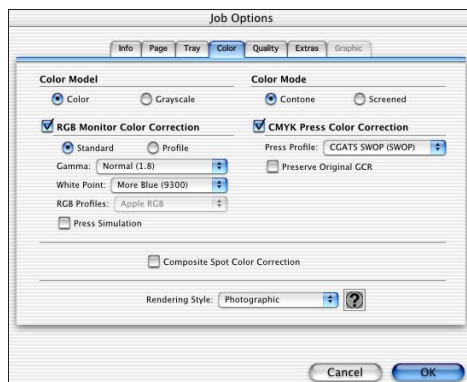 Job Options
Info Page Tray Color Quality Extras Graphic
Color Model
Color Grayscale
RGB Monitor Color Correction
Standard Profile
Gamma: Normal (1.8)
White Point: More Blue (9300)
RGB Profiles: Apple RGB
Press Simulation
Color Mode
Contone Screened
CMYK Press Color Correction
Press Profile: CGATS SWOP (SWOP)
Preserve Original GCR
Composite Spot Color Correction
Rendering Style: Photographic ?
Cancel OK